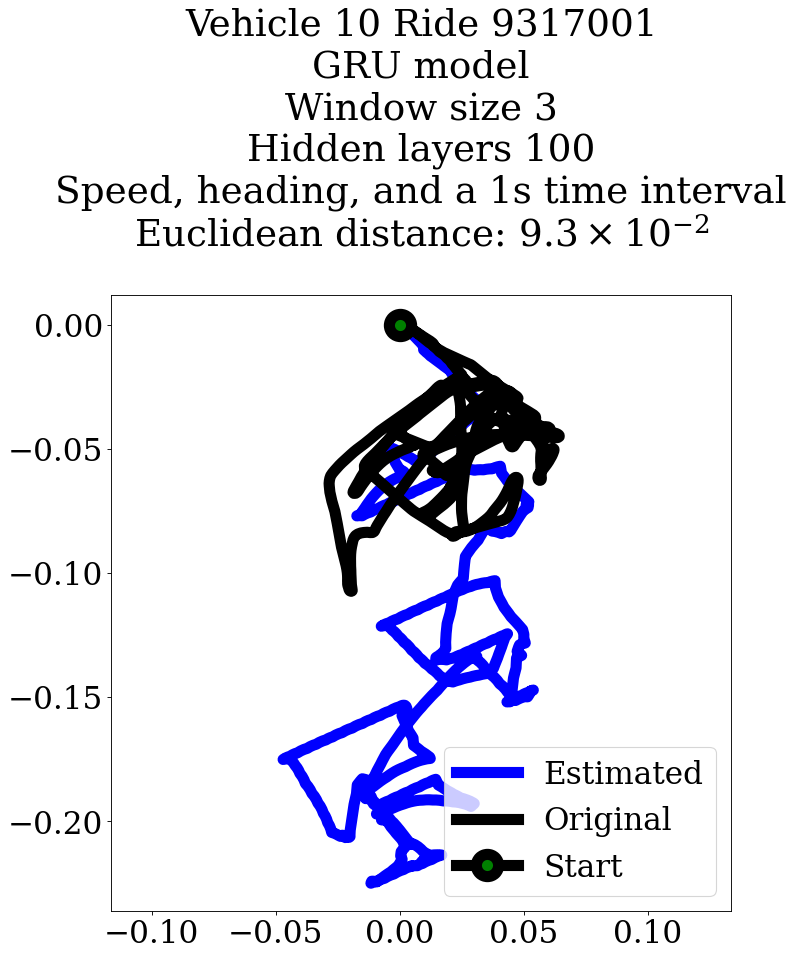 Vehicle 10 Ride 9317001
GRU model
Window size 3
Hidden layers 100
Speed, heading, and a 1s time interval
Euclidean distance: 9.3 × 10⁻²
0.00
−0.05
−0.10
−0.15
−0.20
Estimated
Original
Start
−0.10 −0.05 0.00 0.05 0.10